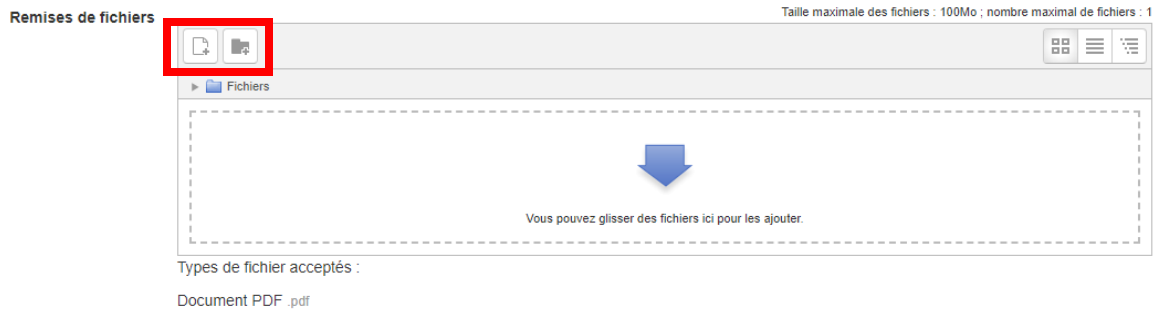 Taille maximale des fichiers : 100Mo ; nombre maximal de fichiers : 1
Remises de fichiers
Fichiers
Vous pouvez glisser des fichiers ici pour les ajouter.
Types de fichier acceptés :
Document PDF .pdf